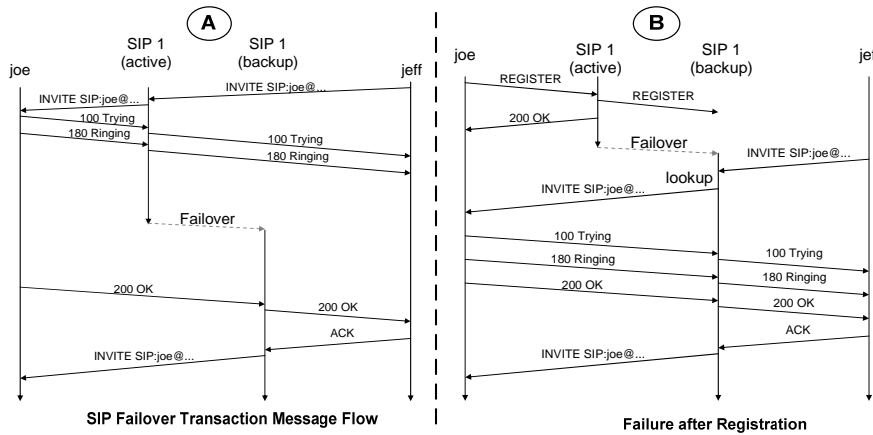 A
SIP 1
(active)
SIP 1
(backup)
joe
jeff
INVITE SIP:joe@...
INVITE SIP:joe@...
100 Trying
180 Ringing
100 Trying
180 Ringing
Failover
200 OK
200 OK
ACK
INVITE SIP:joe@...
SIP Failover Transaction Message Flow
B
SIP 1
(active)
SIP 1
(backup)
joe
jef
REGISTER
REGISTER
200 OK
Failover
INVITE SIP:joe@...
lookup
INVITE SIP:joe@...
100 Trying
100 Trying
180 Ringing
180 Ringing
200 OK
200 OK
ACK
INVITE SIP:joe@...
Failure after Registration